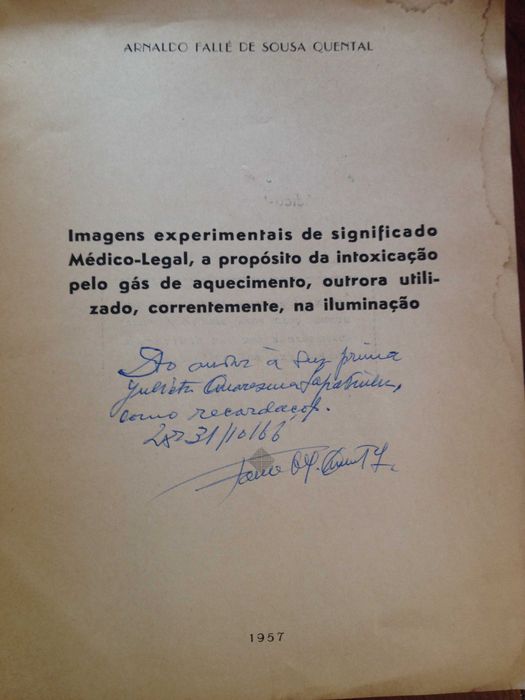 ARNALDO FALLÉ DE SOUSA QUENTAL
Imagens experimentais de significado
Médico-Legal, a propósito da intoxicação
pelo gás de aquecimento, outrora utili-
zado, correntemente, na iluminação
Do autor à sua prima
Quaresma
como recordação.
31/10/66
1957